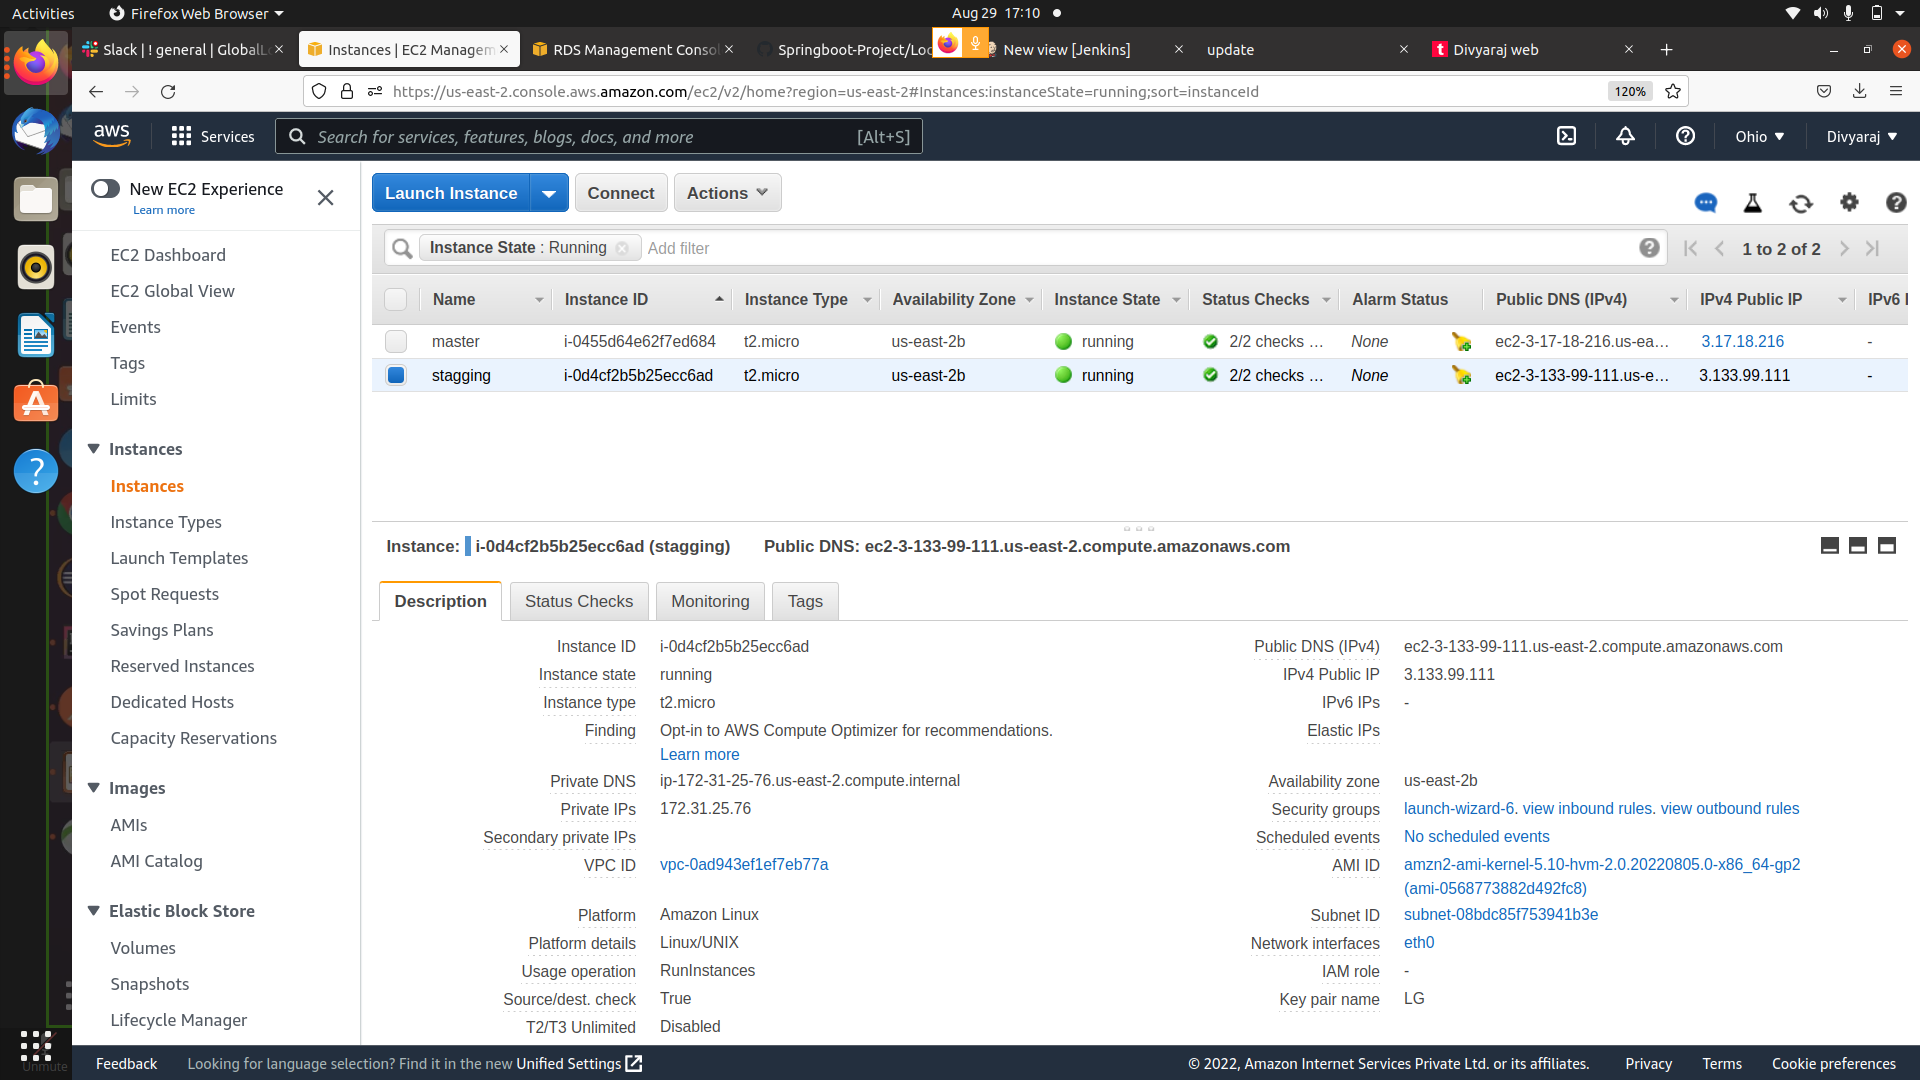 Activities
Firefox Web Browser
Aug 29 17:10
Slack | ! general | GlobalL
Instances | EC2 Managem
RDS Management Consol
Springboot-Project/Loc
New view [Jenkins]
update
Divyaraj web
https://us-east-2.console.aws.amazon.com/ec2/v2/home?region=us-east-2#Instances:instanceState=running;sort=instanceId
120%
aws
Services
Search for services, features, blogs, docs, and more
[Alt+S]
Ohio
Divyaraj
New EC2 Experience
Learn more
EC2 Dashboard
EC2 Global View
Events
Tags
Limits
Instances
Instances
Instance Types
Launch Templates
Spot Requests
Savings Plans
Reserved Instances
Dedicated Hosts
Capacity Reservations
Images
AMIs
AMI Catalog
Elastic Block Store
Volumes
Snapshots
Lifecycle Manager
Launch Instance
Connect
Actions
Instance State : Running
Add filter
1 to 2 of 2
Name Instance ID Instance Type Availability Zone Instance State Status Checks Alarm Status Public DNS (IPv4) IPv4 Public IP IPv6 I
master i-0455d64e62f7ed684 t2.micro us-east-2b running 2/2 checks ... None ec2-3-17-18-216.us-ea... 3.17.18.216 -
stagging i-0d4cf2b5b25ecc6ad t2.micro us-east-2b running 2/2 checks ... None ec2-3-133-99-111.us-e... 3.133.99.111 -
Instance: i-0d4cf2b5b25ecc6ad (stagging) Public DNS: ec2-3-133-99-111.us-east-2.compute.amazonaws.com
Description Status Checks Monitoring Tags
Instance ID i-0d4cf2b5b25ecc6ad
Instance state running
Instance type t2.micro
Finding Opt-in to AWS Compute Optimizer for recommendations.
Learn more
Private DNS ip-172-31-25-76.us-east-2.compute.internal
Private IPs 172.31.25.76
Secondary private IPs
VPC ID vpc-0ad943ef1ef7eb77a
Platform Amazon Linux
Platform details Linux/UNIX
Usage operation RunInstances
Source/dest. check True
T2/T3 Unlimited Disabled
Public DNS (IPv4) ec2-3-133-99-111.us-east-2.compute.amazonaws.com
IPv4 Public IP 3.133.99.111
IPv6 IPs -
Elastic IPs
Availability zone us-east-2b
Security groups launch-wizard-6. view inbound rules. view outbound rules
Scheduled events No scheduled events
AMI ID amzn2-ami-kernel-5.10-hvm-2.0.20220805.0-x86_64-gp2
(ami-0568773882d492fc8)
Subnet ID subnet-08bdc85f753941b3e
Network interfaces eth0
IAM role -
Key pair name LG
Unmute
Feedback
Looking for language selection? Find it in the new Unified Settings
© 2022, Amazon Internet Services Private Ltd. or its affiliates.
Privacy
Terms
Cookie preferences